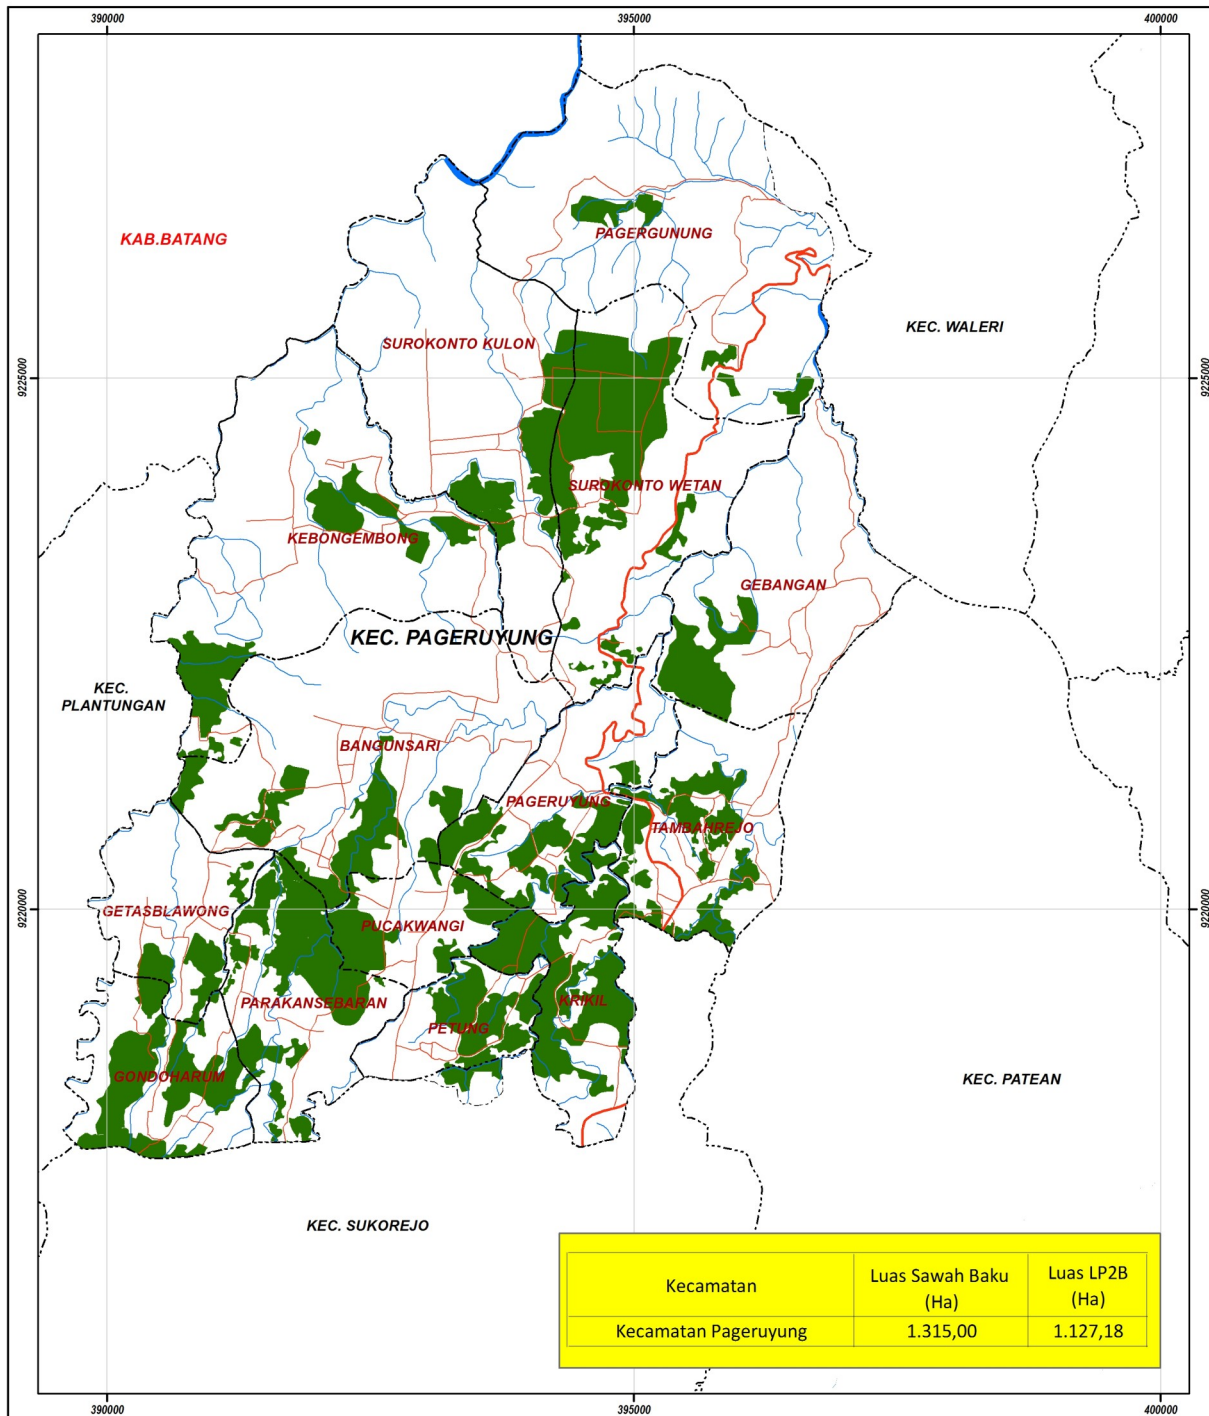 390000
395000
400000
KAB.BATANG
PAGERGUNUNG
KEC. WALERI
SUROKONTO KULON
9225000
9225000
SUROKONTO WETAN
KEBONGEMBONG
GEBANGAN
KEC. PAGERUYUNG
KEC.
PLANTUNGAN
BANGUNSARI
PAGERUYUNG
TAMBAHREJO
GETASBLAWONG
9220000
9220000
PUCAKWANGI
PARAKANSEBARAN
KRIKIL
PETUNG
GONDOHARUM
KEC. PATEAN
KEC. SUKOREJO
Kecamatan
Luas Sawah Baku
(Ha)
Luas LP2B
(Ha)
Kecamatan Pageruyung
1.315,00
1.127,18
390000
395000
400000